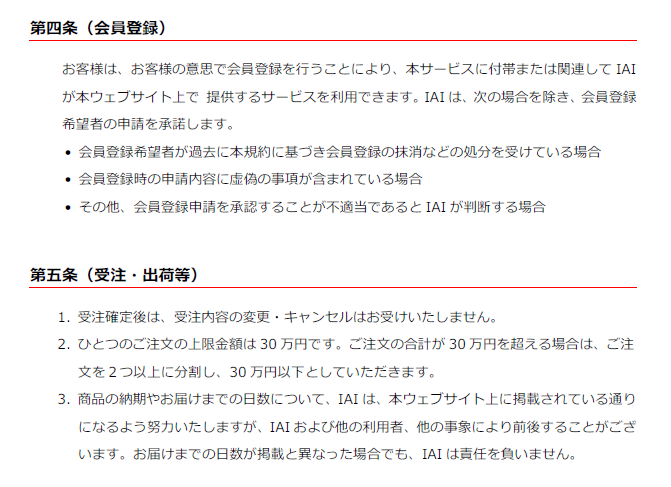 第四条（会員登録）
お客様は、お客様の意思で会員登録を行うことにより、本サービスに付帯または関連して IAI
が本ウェブサイト上で 提供するサービスを利用できます。IAI は、次の場合を除き、会員登録
希望者の申請を承諾します。
• 会員登録希望者が過去に本規約に基づき会員登録の抹消などの処分を受けている場合
• 会員登録時の申請内容に虚偽の事項が含まれている場合
• その他、会員登録申請を承認することが不適当であると IAI が判断する場合
第五条（受注・出荷等）
1. 受注確定後は、受注内容の変更・キャンセルはお受けいたしません。
2. ひとつのご注文の上限金額は 30 万円です。ご注文の合計が 30 万円を超える場合は、ご注
文を 2 つ以上に分割し、30 万円以下としていただきます。
3. 商品の納期やお届けまでの日数について、IAI は、本ウェブサイト上に掲載されている通り
になるよう努力いたしますが、IAI および他の利用者、他の事象により前後することがござ
います。お届けまでの日数が掲載と異なった場合でも、IAI は責任を負いません。